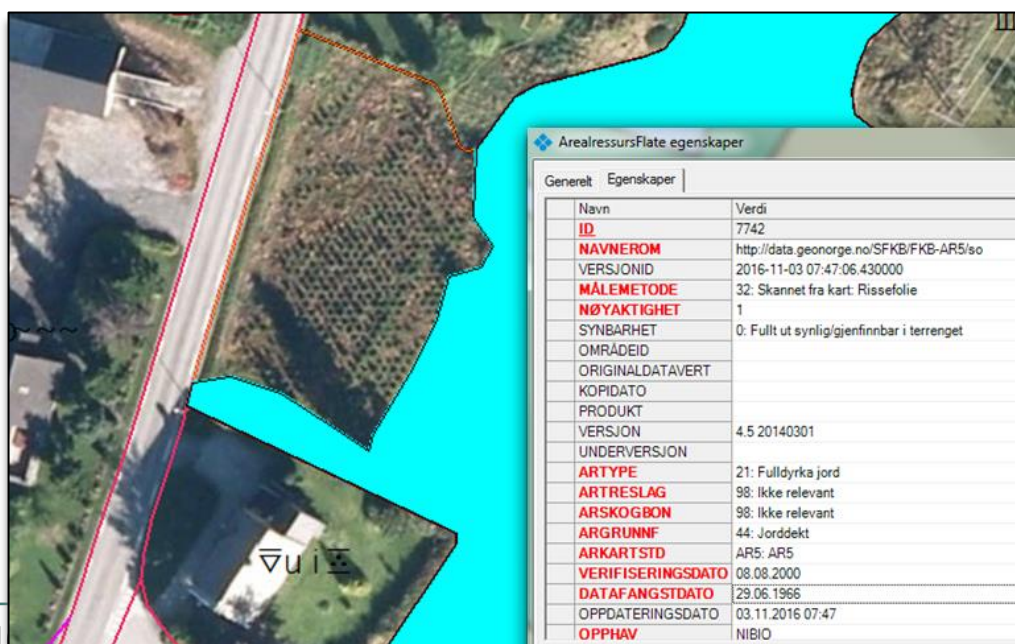 ArealressursFlate egenskaper
Generelt Egenskaper
Navn Verdi
ID 7742
NAVNEROM http://data.geonorge.no/SFKB/FKB-AR5/so
VERSJONID 2016-11-03 07:47:06.430000
MÅLEMETODE 32: Skannet fra kart: Rissefolie
NØYAKTIGHET 1
SYNBARHET 0: Fullt ut synlig/gjenfinnbar i terrenget
OMRÅDEID
ORIGINALDATAVERT
KOPIDATO
PRODUKT
VERSJON 4.5 20140301
UNDERVERSJON
ARTYPE 21: Fulldyrka jord
ARTRESLAG 98: Ikke relevant
ARSKOGBON 98: Ikke relevant
ARGRUNNF 44: Jorddekt
ARKARTSTD AR5: AR5
VERIFISERINGSDATO 08.08.2000
DATAFANGSTDATO 29.06.1966
OPPDATERINGSDATO 03.11.2016 07:47
OPPHAV NIBIO
u i